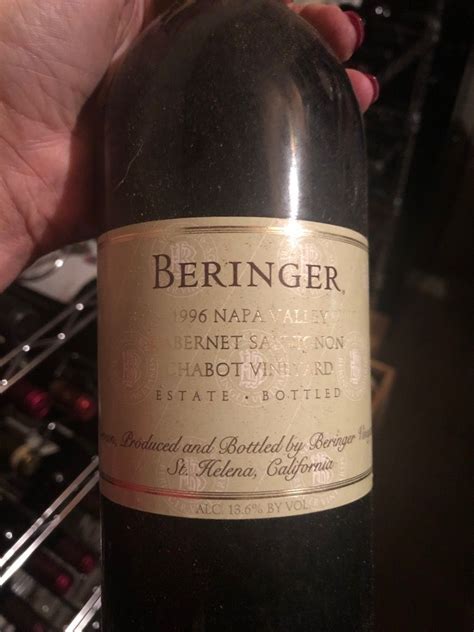 BERINGER
1996 NAPA VALLEY
CABERNET SAUVIGNON
CHABOT VINEYARD
ESTATE • BOTTLED
Produced and Bottled by Beringer
St. Helena, California
ALC. 13.6% BY VOL.